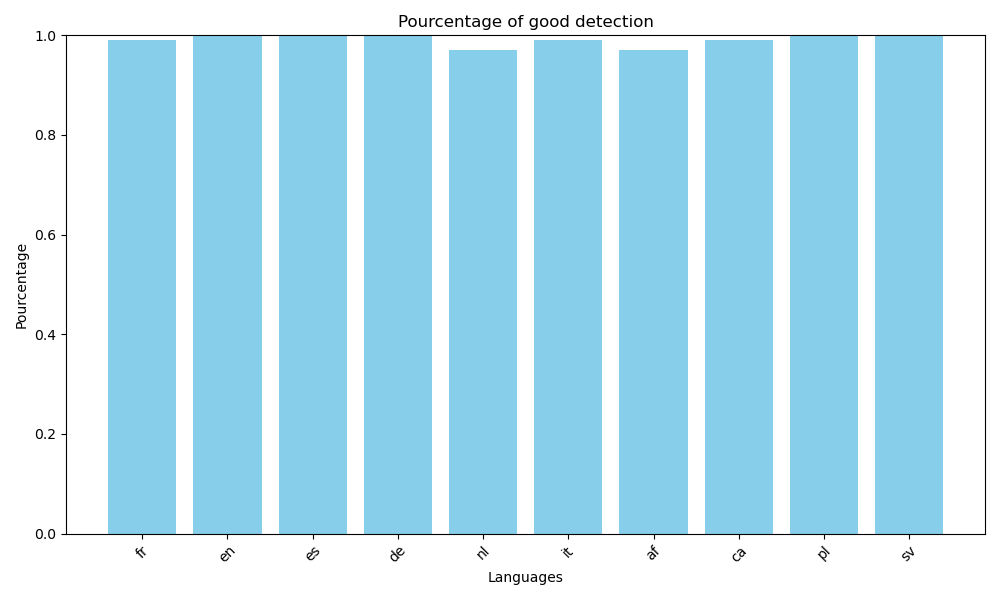 Pourcentage of good detection
Pourcentage
1.0
0.8
0.6
0.4
0.2
0.0
fr en es de nl it af ca pl sv
Languages